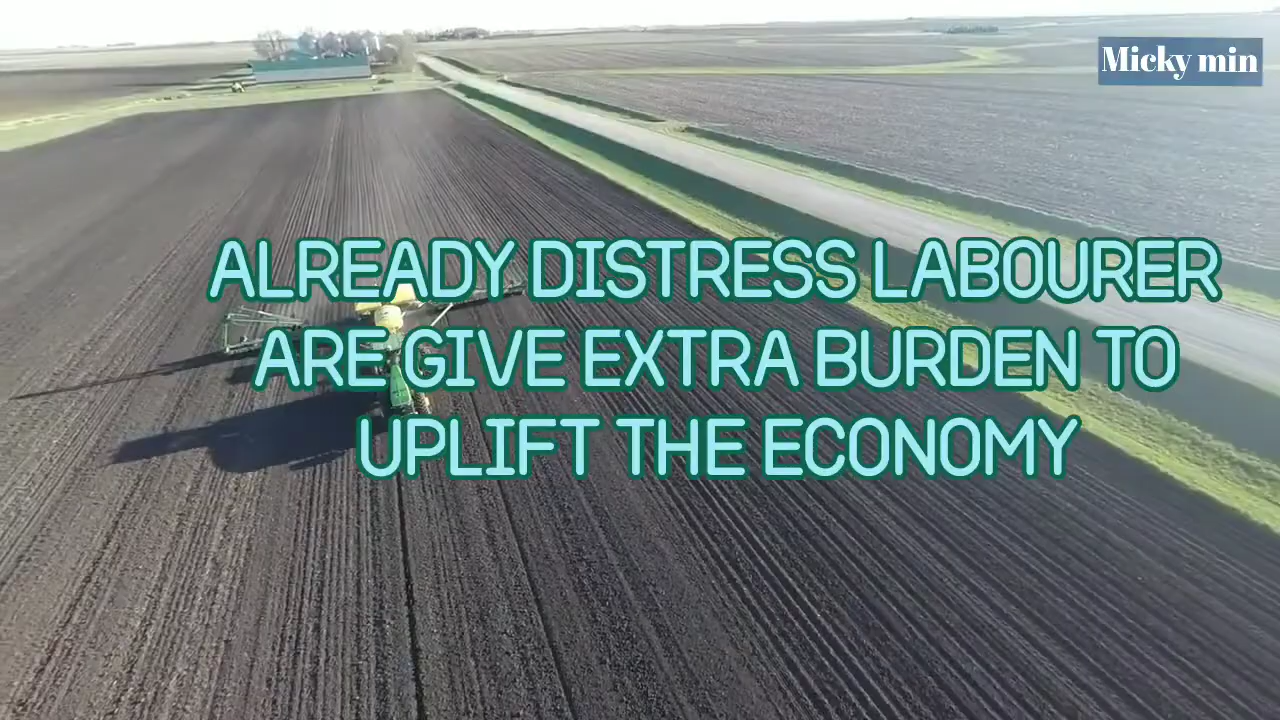 Micky min
ALREADY DISTRESS LABOURER
ARE GIVE EXTRA BURDEN TO
UPLIFT THE ECONOMY